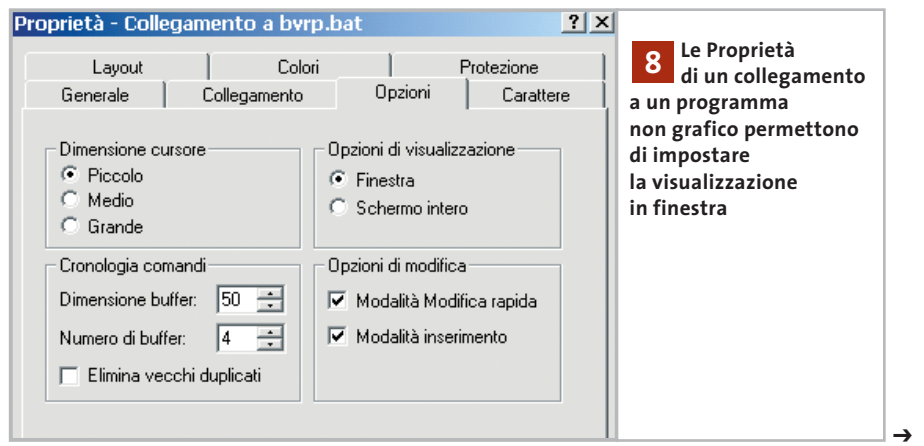 Proprietà - Collegamento a bvrp.bat
Layout Colori Protezione
Generale Collegamento Opzioni Carattere
Dimensione cursore
Piccolo
Medio
Grande
Opzioni di visualizzazione
Finestra
Schermo intero
Cronologia comandi
Dimensione buffer: 50
Numero di buffer: 4
Elimina vecchi duplicati
Opzioni di modifica
Modalità Modifica rapida
Modalità inserimento
8 Le Proprietà
di un collegamento
a un programma
non grafico permettono
di impostare
la visualizzazione
in finestra